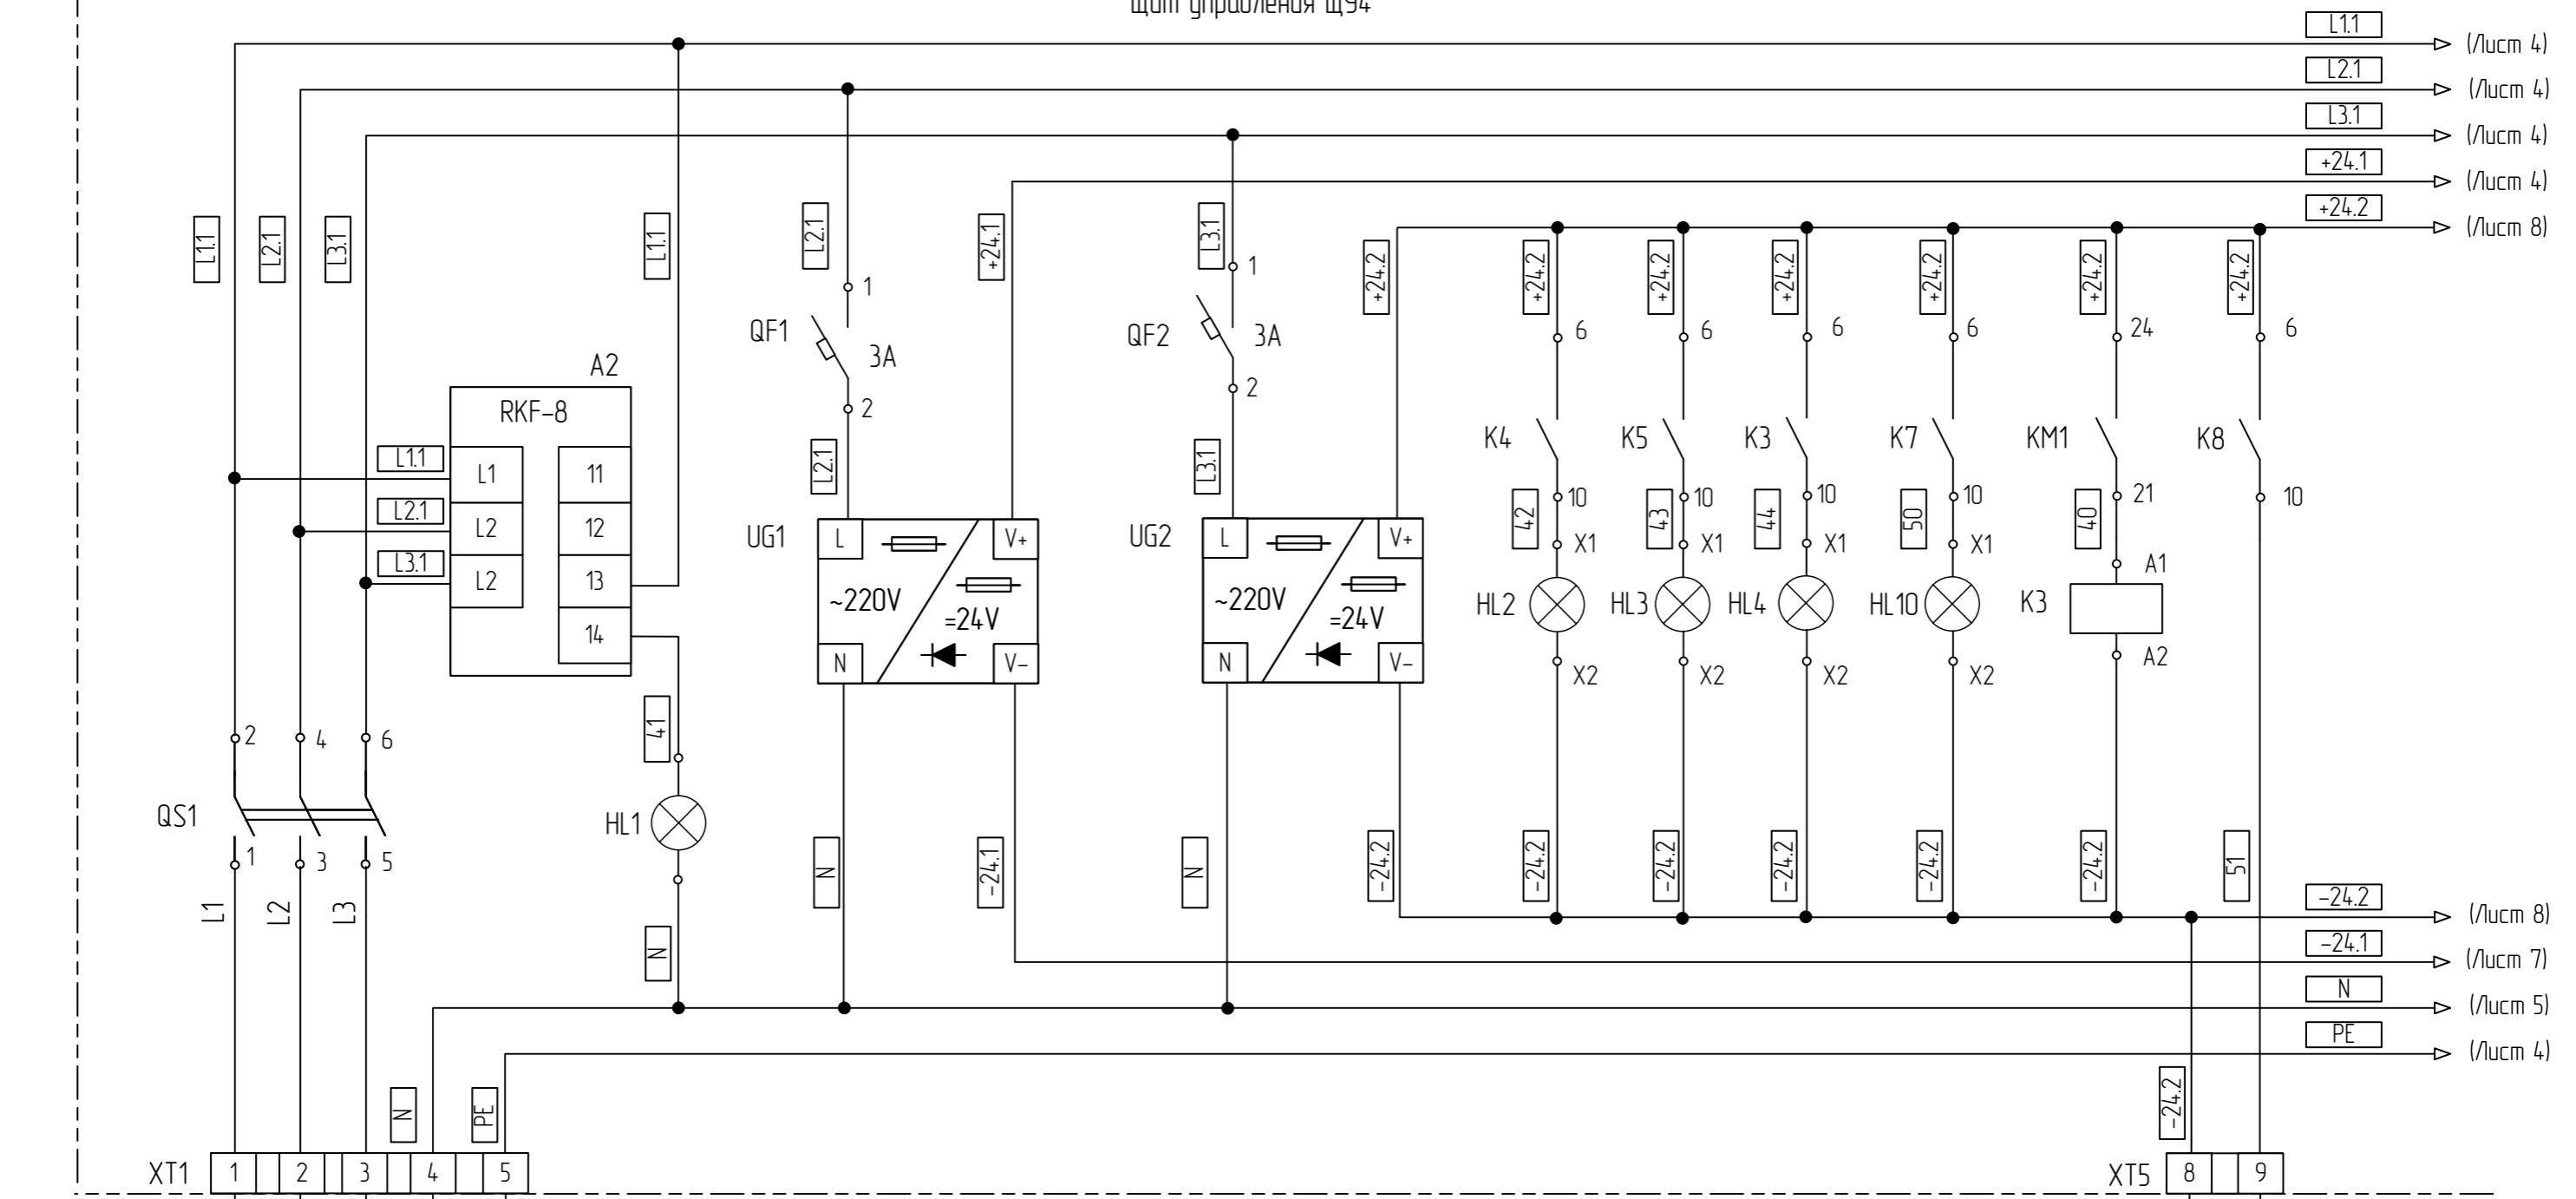 Щит управления Щ94
L1.1
(Лист 4)
L2.1
(Лист 4)
L3.1
(Лист 4)
+24.1
(Лист 4)
+24.2
(Лист 8)
L1.1
L2.1
L3.1
L1.1
L2.1
+24.1
L3.1
+24.2
+24.2
+24.2
+24.2
+24.2
+24.2
+24.2
1
QF1
3A
2
L2.1
1
QF2
3A
2
L3.1
6
6
6
6
24
6
K4
K5
K3
K7
KM1
K8
10
10
10
10
21
10
42
43
44
50
40
X1
X1
X1
X1
A1
HL2
HL3
HL4
HL10
K3
X2
X2
X2
X2
A2
A2
RKF-8
L1.1
L1
11
L2.1
L2
12
L3.1
L2
13
14
UG1
L
V+
~220V
=24V
N
V-
UG2
L
V+
~220V
=24V
N
V-
41
2
4
6
QS1
HL1
1
3
5
L1
L2
L3
N
N
-24.1
N
-24.2
-24.2
-24.2
-24.2
-24.2
-24.2
51
-24.2
(Лист 8)
-24.1
(Лист 7)
N
(Лист 5)
PE
(Лист 4)
N
PE
-24.2
XT1
1
2
3
4
5
XT5
8
9